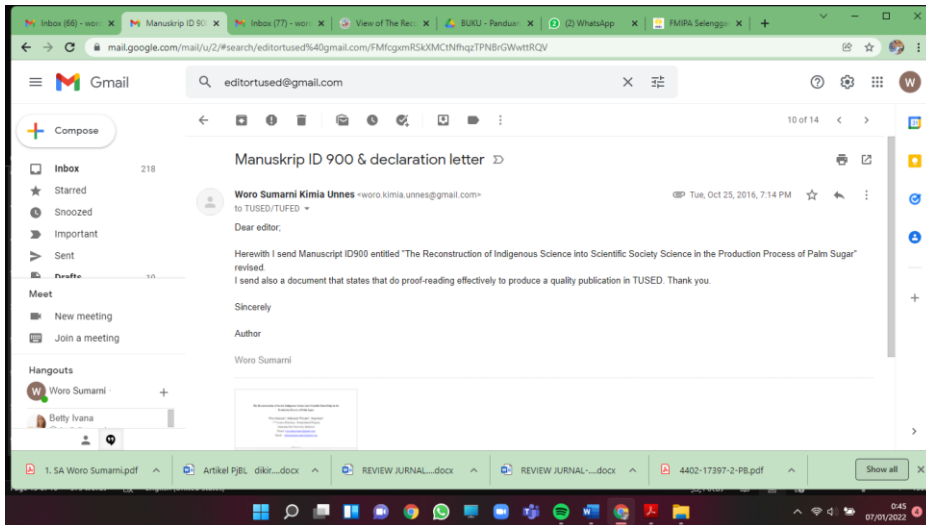 Inbox (66) - woro
Manuskrip ID 90
Inbox (77) - woro
View of The Rec
BUKU - Panduan
(2) WhatsApp
FMIPA Selengga
mail.google.com/mail/u/2/#search/editortused%40gmail.com/FMfcgxmRSkXMCtNfhqzTPNBrGWwttRQV
Gmail
editortused@gmail.com
W
Compose
10 of 14
Inbox 218
Starred
Snoozed
Important
Sent
Drafts 10
Meet
New meeting
Join a meeting
Hangouts
W Woro Sumarni
Betty Ivana
Manuskrip ID 900 & declaration letter
Woro Sumarni Kimia Unnes <woro.kimia.unnes@gmail.com>
Tue, Oct 25, 2016, 7:14 PM
to TUSED/TUFED
Dear editor;
Herewith I send Manuscript ID900 entitled "The Reconstruction of Indigenous Science into Scientific Society Science in the Production Process of Palm Sugar"
revised.
I send also a document that states that do proof-reading effectively to produce a quality publication in TUSED. Thank you.
Sincerely
Author
Woro Sumarni
1. SA Woro Sumarni.pdf
Artikel PjBL dikir....docx
REVIEW JURNAL....docx
REVIEW JURNAL-...docx
4402-17397-2-PB.pdf
Show all
0:45
07/01/2022
4